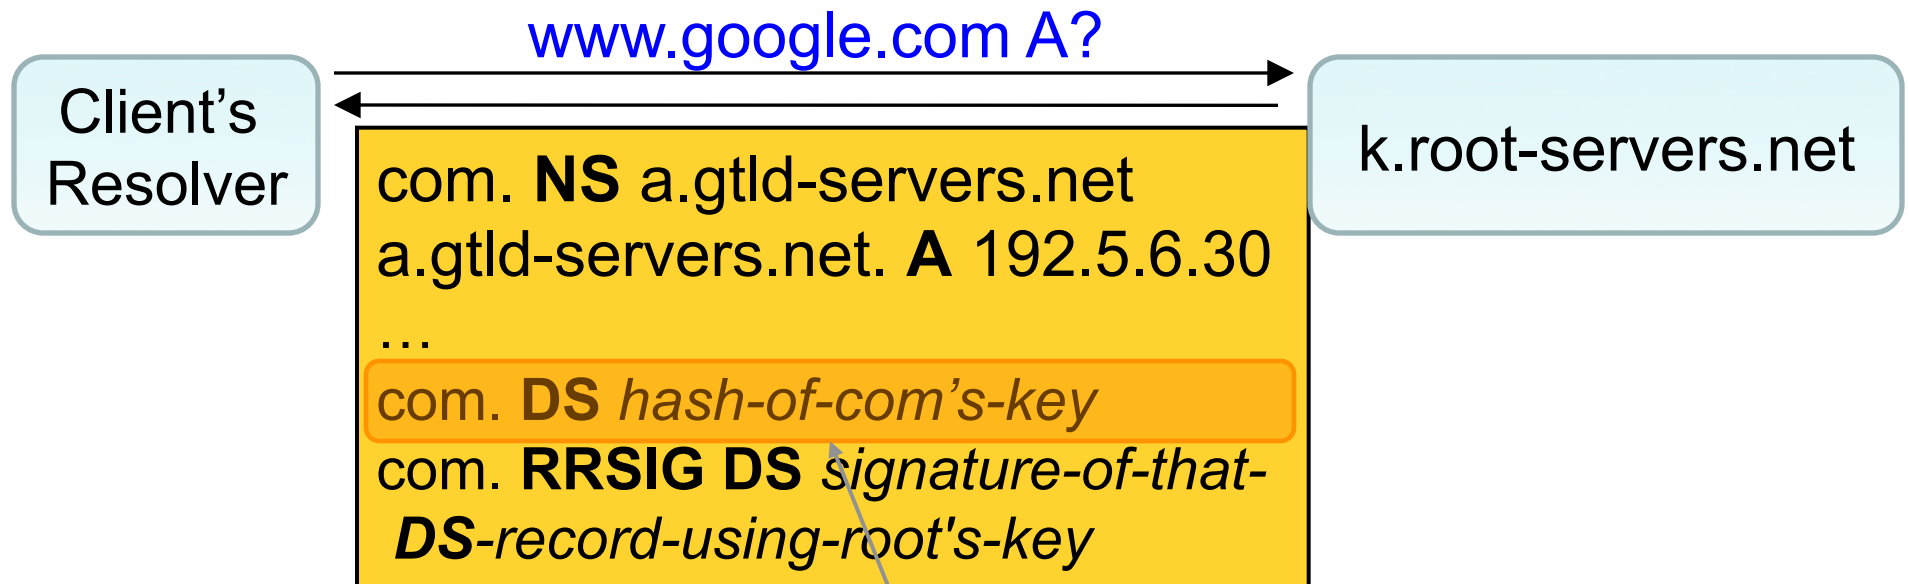 www.google.com A?
Client’s
Resolver
k.root-servers.net
com. NS a.gtld-servers.net
a.gtld-servers.net. A 192.5.6.30
…
com. DS hash-of-com’s-key
com. RRSIG DS signature-of-that-
DS-record-using-root's-key